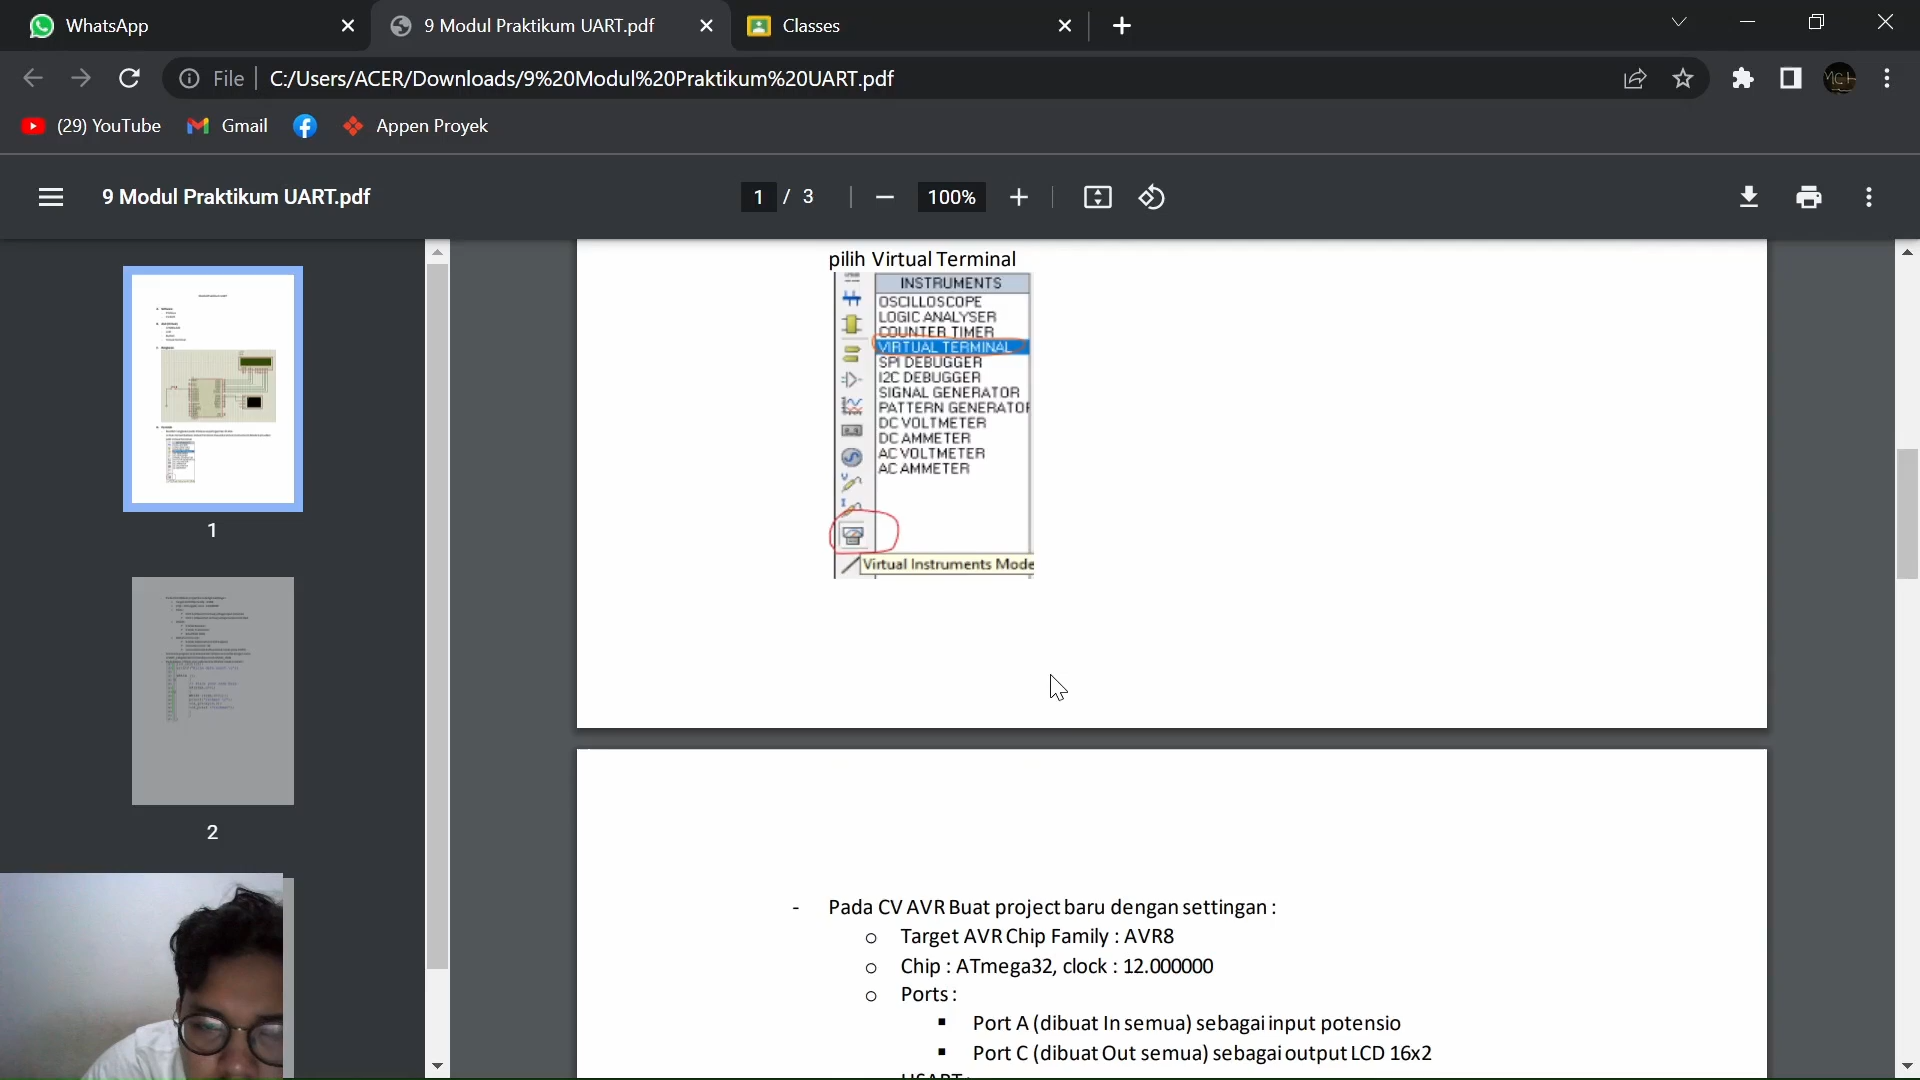 WhatsApp
9 Modul Praktikum UART.pdf
Classes
File
C:/Users/ACER/Downloads/9%20Modul%20Praktikum%20UART.pdf
(29) YouTube
Gmail
Appen Proyek
9 Modul Praktikum UART.pdf
1 / 3
100%
pilih Virtual Terminal
INSTRUMENTS
OSCILLOSCOPE
LOGIC ANALYSER
COUNTER TIMER
VIRTUAL TERMINAL
SPI DEBUGGER
I2C DEBUGGER
SIGNAL GENERATOR
PATTERN GENERATOR
DC VOLTMETER
DC AMMETER
AC VOLTMETER
AC AMMETER
Virtual Instruments Mode
1
2
- Pada CV AVR Buat project baru dengan settingan :
o Target AVR Chip Family : AVR8
o Chip : ATmega32, clock : 12.000000
o Ports :
▪ Port A (dibuat In semua) sebagai input potensio
▪ Port C (dibuat Out semua) sebagai output LCD 16x2
USART :